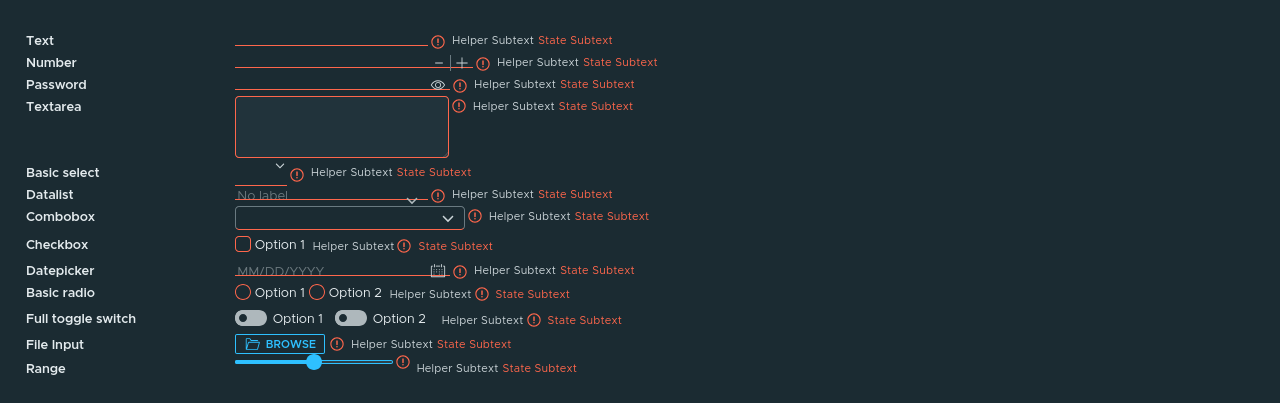 Text Helper Subtext State Subtext
Number Helper Subtext State Subtext
Password Helper Subtext State Subtext
Textarea Helper Subtext State Subtext
Basic select Helper Subtext State Subtext
Datalist No label Helper Subtext State Subtext
Combobox Helper Subtext State Subtext
Checkbox Option 1 Helper Subtext State Subtext
Datepicker MM/DD/YYYY Helper Subtext State Subtext
Basic radio Option 1 Option 2 Helper Subtext State Subtext
Full toggle switch Option 1 Option 2 Helper Subtext State Subtext
File Input BROWSE Helper Subtext State Subtext
Range Helper Subtext State Subtext